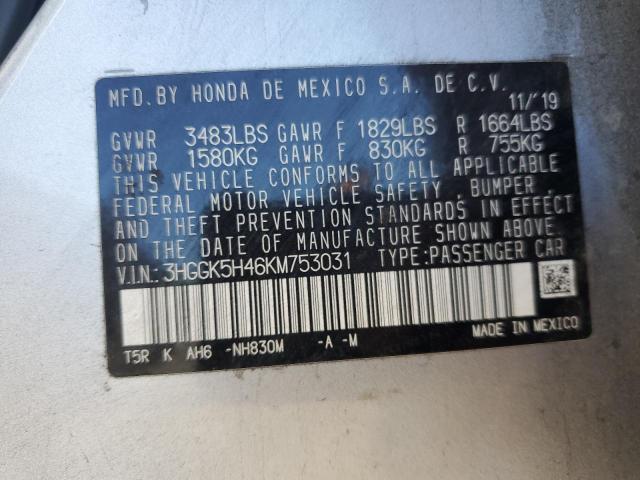 MFD. BY HONDA DE MEXICO S.A. DE C.V.
11/'19
GVWR 3483LBS GAWR F 1829LBS R 1664LBS
GVWR 1580KG GAWR F 830KG R 755KG
THIS VEHICLE CONFORMS TO ALL APPLICABLE
FEDERAL MOTOR VEHICLE SAFETY, BUMPER,
AND THEFT PREVENTION STANDARDS IN EFFECT
ON THE DATE OF MANUFACTURE SHOWN ABOVE.
V.I.N.: 3HGGK5H46KM753031 TYPE: PASSENGER CAR
T5R K AH6 -NH830M -A -M MADE IN MEXICO